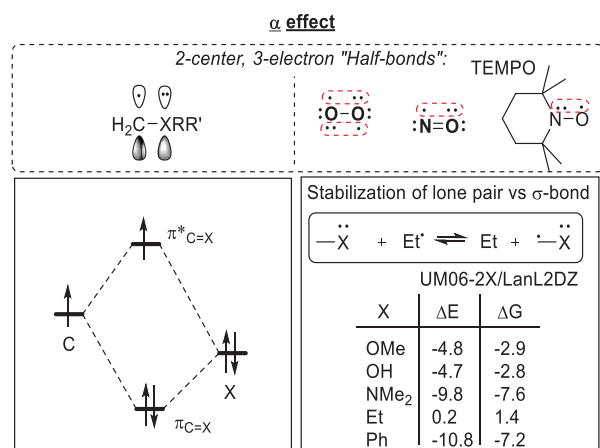 α effect
2-center, 3-electron "Half-bonds":
TEMPO
H₂C–XRR'
O–O
N=O
N–O
π*C=X
C
X
πC=X
Stabilization of lone pair vs σ-bond
—X + Et• ⇌ Et + •—X
UM06-2X/LanL2DZ
X ΔE ΔG
OMe -4.8 -2.9
OH -4.7 -2.8
NMe₂ -9.8 -7.6
Et 0.2 1.4
Ph -10.8 -7.2